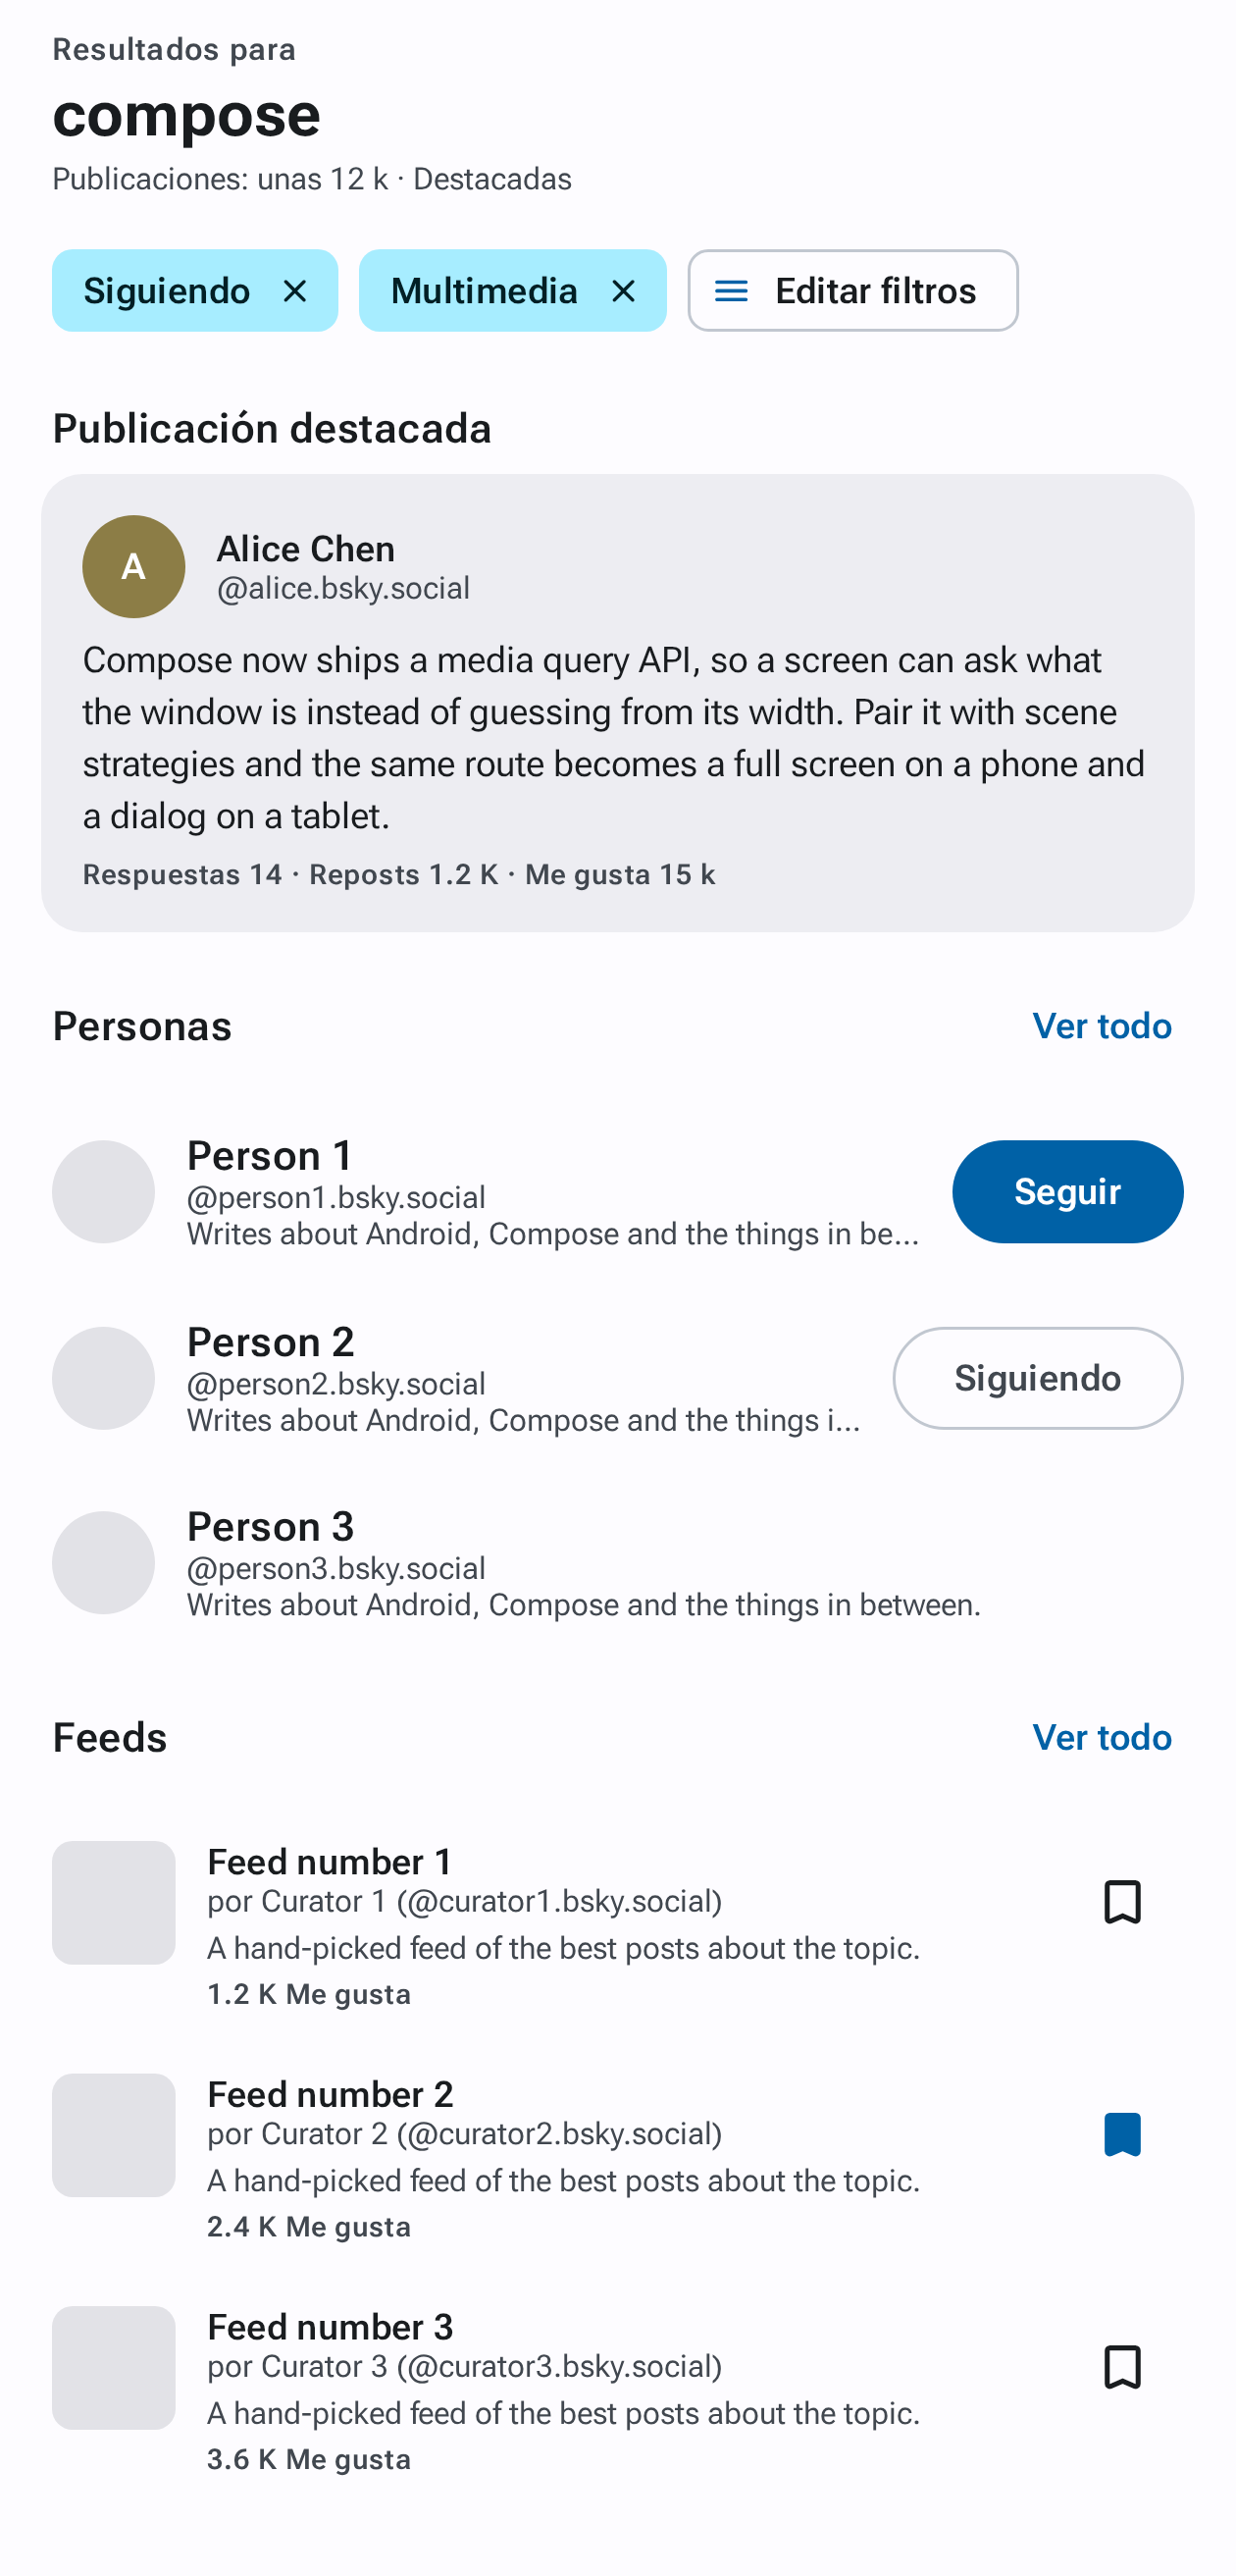 Resultados para
compose
Publicaciones: unas 12 k · Destacadas
Siguiendo
Multimedia
Editar filtros
Publicación destacada
A
Alice Chen
@alice.bsky.social
Compose now ships a media query API, so a screen can ask what
the window is instead of guessing from its width. Pair it with scene
strategies and the same route becomes a full screen on a phone and
a dialog on a tablet.
Respuestas 14 · Reposts 1.2 K · Me gusta 15 k
Personas
Ver todo
Person 1
@person1.bsky.social
Writes about Android, Compose and the things in be...
Seguir
Person 2
@person2.bsky.social
Writes about Android, Compose and the things i...
Siguiendo
Person 3
@person3.bsky.social
Writes about Android, Compose and the things in between.
Feeds
Ver todo
Feed number 1
por Curator 1 (@curator1.bsky.social)
A hand-picked feed of the best posts about the topic.
1.2 K Me gusta
Feed number 2
por Curator 2 (@curator2.bsky.social)
A hand-picked feed of the best posts about the topic.
2.4 K Me gusta
Feed number 3
por Curator 3 (@curator3.bsky.social)
A hand-picked feed of the best posts about the topic.
3.6 K Me gusta